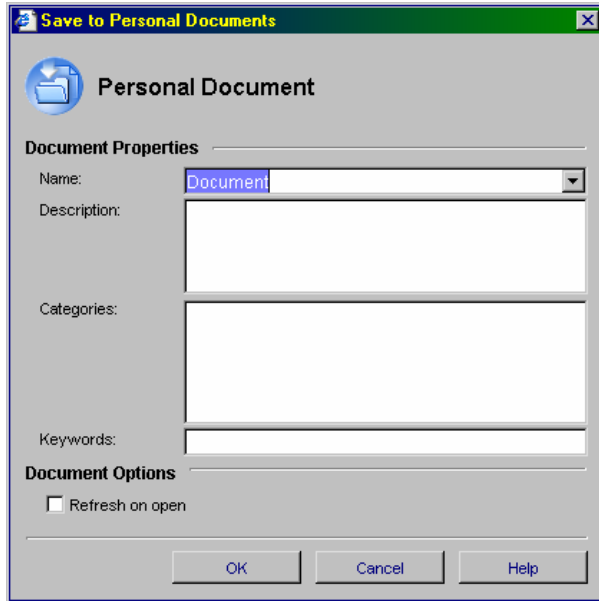 Save to Personal Documents
Personal Document
Document Properties
Name: Document
Description:
Categories:
Keywords:
Document Options
Refresh on open
OK Cancel Help